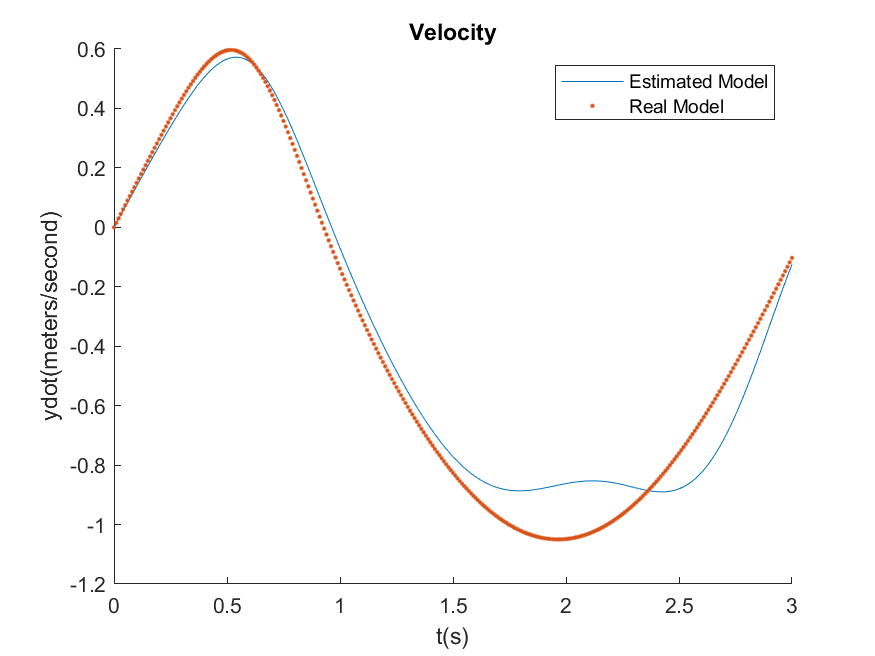 Velocity
Estimated Model
Real Model
0.6
0.4
0.2
0
-0.2
-0.4
-0.6
-0.8
-1
-1.2
ydot(meters/second)
0 0.5 1 1.5 2 2.5 3
t(s)